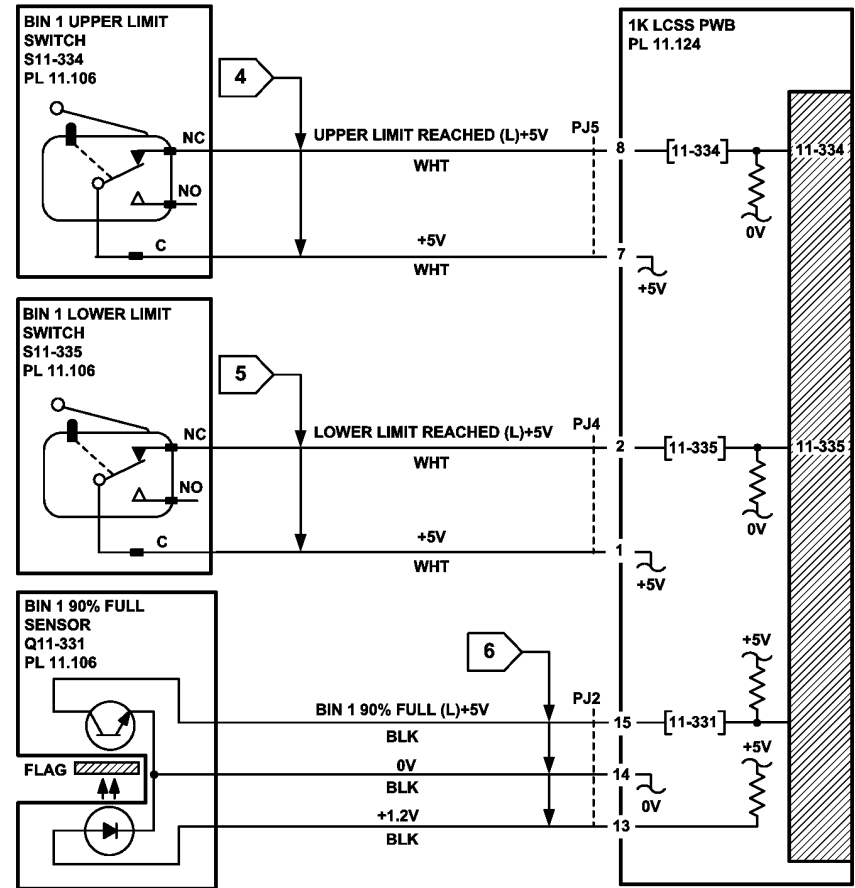 BIN 1 UPPER LIMIT
SWITCH
S11-334
PL 11.106
4
NC
NO
C
UPPER LIMIT REACHED (L)+5V
WHT
+5V
WHT
PJ5
8
7
1K LCSS PWB
PL 11.124
11-334
11-334
0V
+5V
BIN 1 LOWER LIMIT
SWITCH
S11-335
PL 11.106
5
NC
NO
C
LOWER LIMIT REACHED (L)+5V
WHT
+5V
WHT
PJ4
2
1
11-335
11-335
0V
+5V
BIN 1 90% FULL
SENSOR
Q11-331
PL 11.106
FLAG
6
BIN 1 90% FULL (L)+5V
BLK
0V
BLK
+1.2V
BLK
PJ2
15
14
13
11-331
+5V
+5V
0V